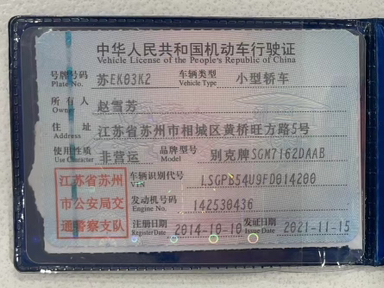 中华人民共和国机动车行驶证
Vehicle License of the People's Republic of China
号牌号码 苏EK03K2 车辆类型 小型轿车
Plate No. Vehicle Type
所有人 赵雪芬
Owner
住址 江苏省苏州市相城区黄桥旺方路5号
Address
使用性质 非营运 品牌型号 别克牌SGM7162DAAB
Use Character Model
江苏省苏州
市公安局交
通警察支队
车辆识别代号 LSGPB54U9FD014200
VIN
发动机号码 142530436
Engine No.
注册日期 2014-10-10 发证日期 2021-11-15
Register Date Issue Date